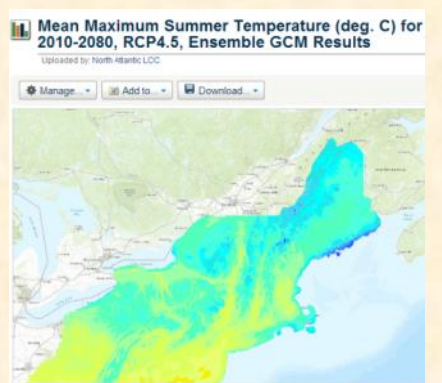 Mean Maximum Summer Temperature (deg. C) for
2010-2080, RCP4.5, Ensemble GCM Results
Uploaded by: North Atlantic LCC
Manage... Add to... Download...